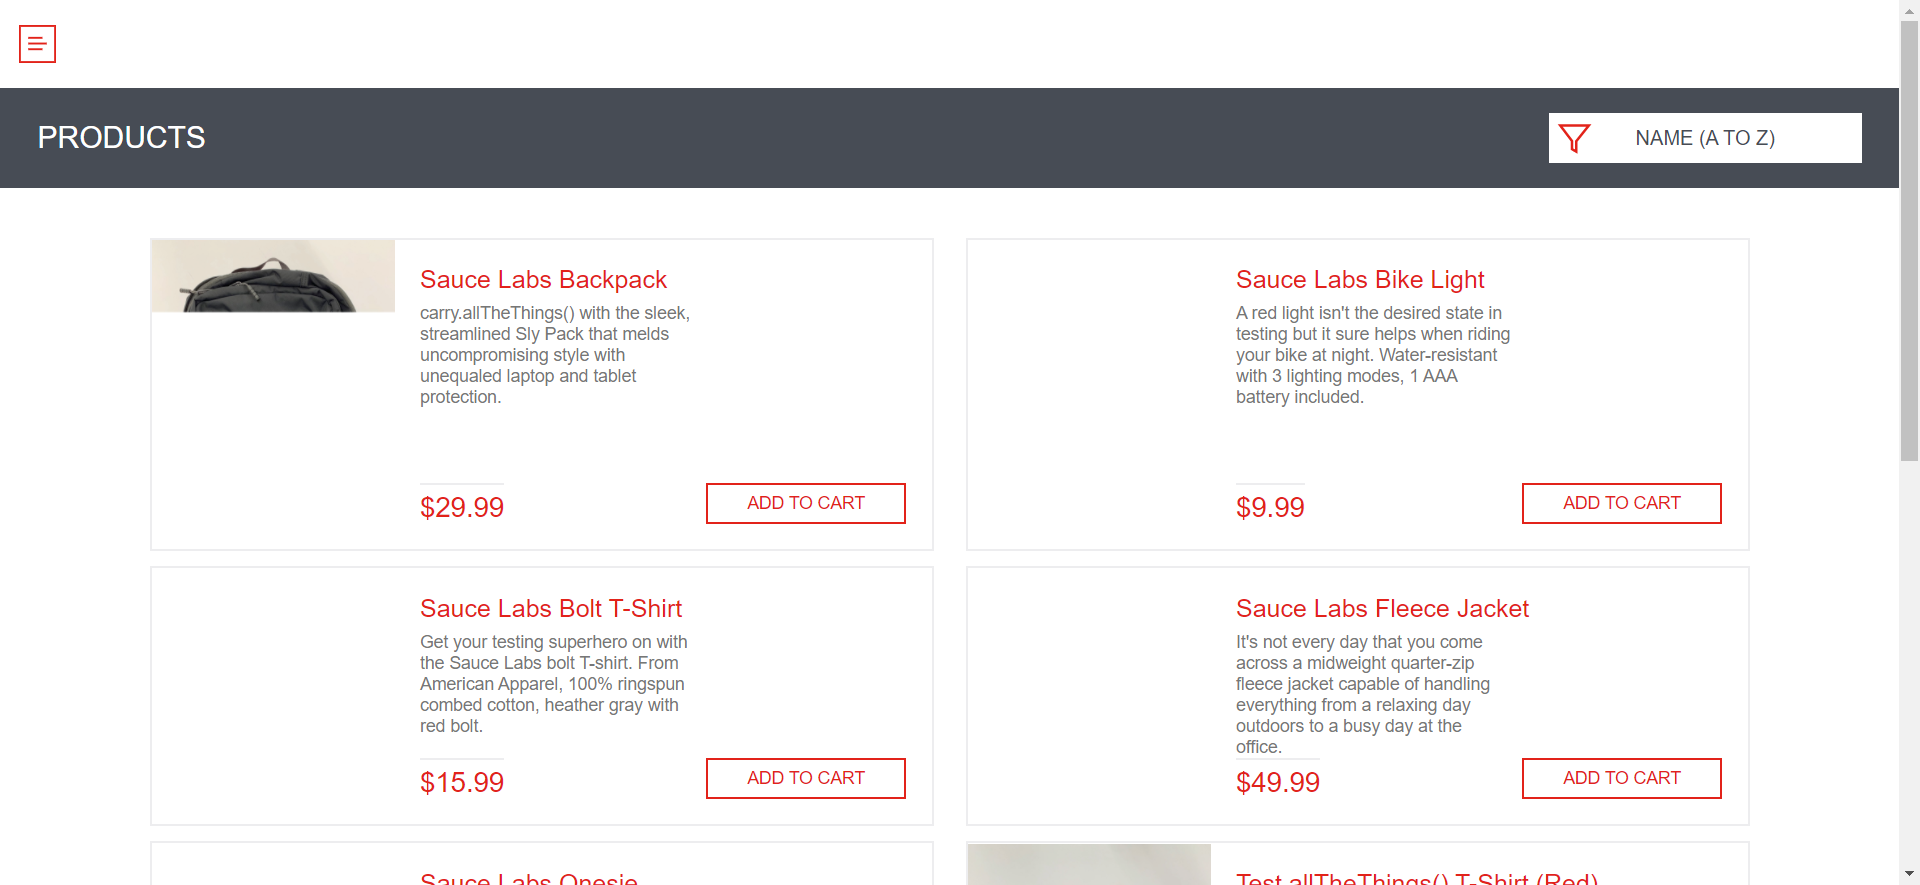 PRODUCTS
NAME (A TO Z)
Sauce Labs Backpack
carry.allTheThings() with the sleek,
streamlined Sly Pack that melds
uncompromising style with
unequaled laptop and tablet
protection.
$29.99
ADD TO CART
Sauce Labs Bike Light
A red light isn't the desired state in
testing but it sure helps when riding
your bike at night. Water-resistant
with 3 lighting modes, 1 AAA
battery included.
$9.99
ADD TO CART
Sauce Labs Bolt T-Shirt
Get your testing superhero on with
the Sauce Labs bolt T-shirt. From
American Apparel, 100% ringspun
combed cotton, heather gray with
red bolt.
$15.99
ADD TO CART
Sauce Labs Fleece Jacket
It's not every day that you come
across a midweight quarter-zip
fleece jacket capable of handling
everything from a relaxing day
outdoors to a busy day at the
office.
$49.99
ADD TO CART
Sauce Labs Onesie
Test.allTheThings() T-Shirt (Red)